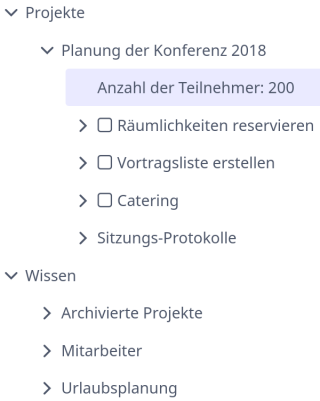 Projekte
Planung der Konferenz 2018
Anzahl der Teilnehmer: 200
Räumlichkeiten reservieren
Vortragsliste erstellen
Catering
Sitzungs-Protokolle
Wissen
Archivierte Projekte
Mitarbeiter
Urlaubsplanung